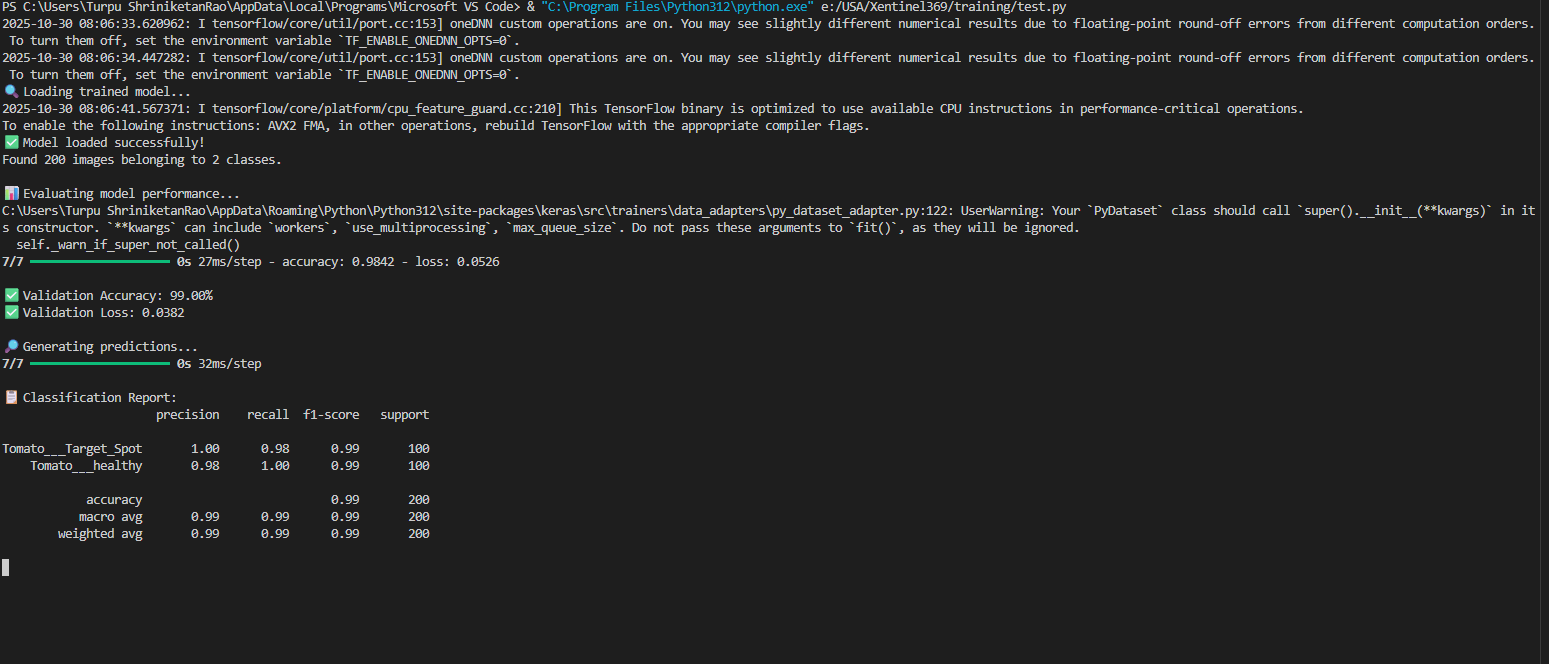 PS C:\Users\Turpu ShriniketanRao\AppData\Local\Programs\Microsoft VS Code> & "C:\Program Files\Python312\python.exe" e:/USA/Xentinel369/training/test.py
2025-10-30 08:06:33.620962: I tensorflow/core/util/port.cc:153] oneDNN custom operations are on. You may see slightly different numerical results due to floating-point round-off errors from different computation orders.
To turn them off, set the environment variable `TF_ENABLE_ONEDNN_OPTS=0`.
2025-10-30 08:06:34.447282: I tensorflow/core/util/port.cc:153] oneDNN custom operations are on. You may see slightly different numerical results due to floating-point round-off errors from different computation orders.
To turn them off, set the environment variable `TF_ENABLE_ONEDNN_OPTS=0`.
🔍 Loading trained model...
2025-10-30 08:06:41.567371: I tensorflow/core/platform/cpu_feature_guard.cc:210] This TensorFlow binary is optimized to use available CPU instructions in performance-critical operations.
To enable the following instructions: AVX2 FMA, in other operations, rebuild TensorFlow with the appropriate compiler flags.
✅ Model loaded successfully!
Found 200 images belonging to 2 classes.

📊 Evaluating model performance...
C:\Users\Turpu ShriniketanRao\AppData\Roaming\Python\Python312\site-packages\keras\src\trainers\data_adapters\py_dataset_adapter.py:122: UserWarning: Your `PyDataset` class should call `super().__init__(**kwargs)` in it
s constructor. `**kwargs` can include `workers`, `use_multiprocessing`, `max_queue_size`. Do not pass these arguments to `fit()`, as they will be ignored.
  self._warn_if_super_not_called()
7/7 ━━━━━━━━━━━━━━━━━━━━ 0s 27ms/step - accuracy: 0.9842 - loss: 0.0526

✅ Validation Accuracy: 99.00%
✅ Validation Loss: 0.0382

🔎 Generating predictions...
7/7 ━━━━━━━━━━━━━━━━━━━━ 0s 32ms/step

📋 Classification Report:
                      precision    recall  f1-score   support

Tomato___Target_Spot       1.00      0.98      0.99       100
    Tomato___healthy       0.98      1.00      0.99       100

            accuracy                           0.99       200
           macro avg       0.99      0.99      0.99       200
        weighted avg       0.99      0.99      0.99       200